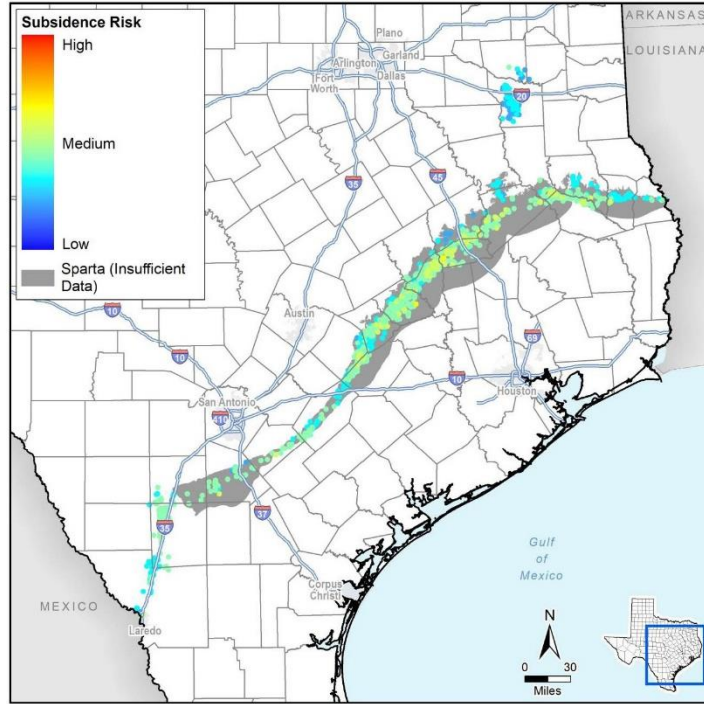 Subsidence Risk
High
Medium
Low
Sparta (Insufficient
Data)
ARKANSAS
LOUISIANA
Plano
Garland
Arlington
Fort
Worth
Dallas
20
35
45
Austin
10
10
San Antonio
410
10
69
Houston
35
37
Gulf
of
Mexico
Corpus
Christi
MEXICO
Laredo
N
0 30
Miles